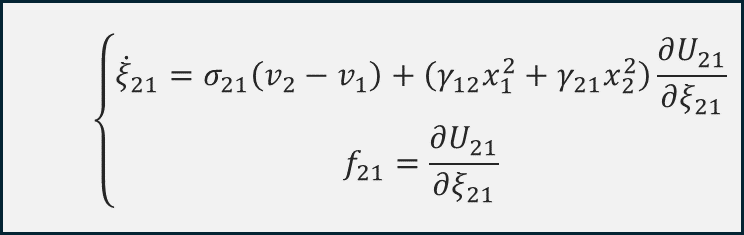 ξ̇₂₁ = σ₂₁(v₂ − v₁) + (γ₁₂x₁² + γ₂₁x₂²) ∂U₂₁/∂ξ₂₁
f₂₁ = ∂U₂₁/∂ξ₂₁